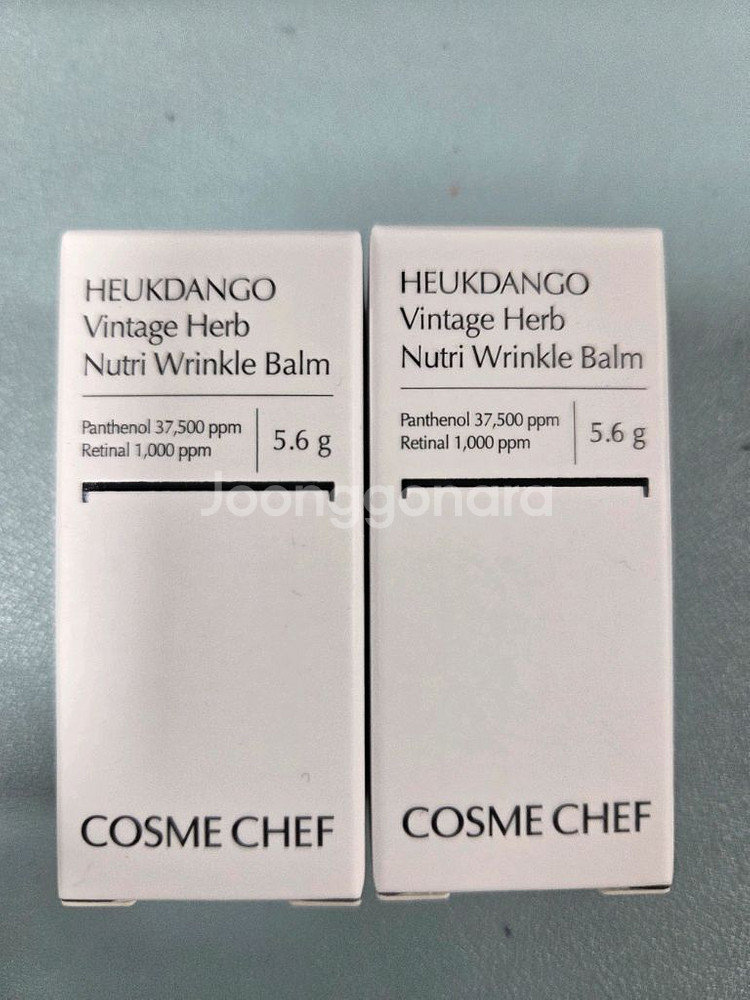 HEUKDANGO
Vintage Herb
Nutri Wrinkle Balm
Panthenol 37,500 ppm
Retinal 1,000 ppm
5.6 g
COSME CHEF
HEUKDANGO
Vintage Herb
Nutri Wrinkle Balm
Panthenol 37,500 ppm
Retinal 1,000 ppm
5.6 g
COSME CHEF
Joonggonara